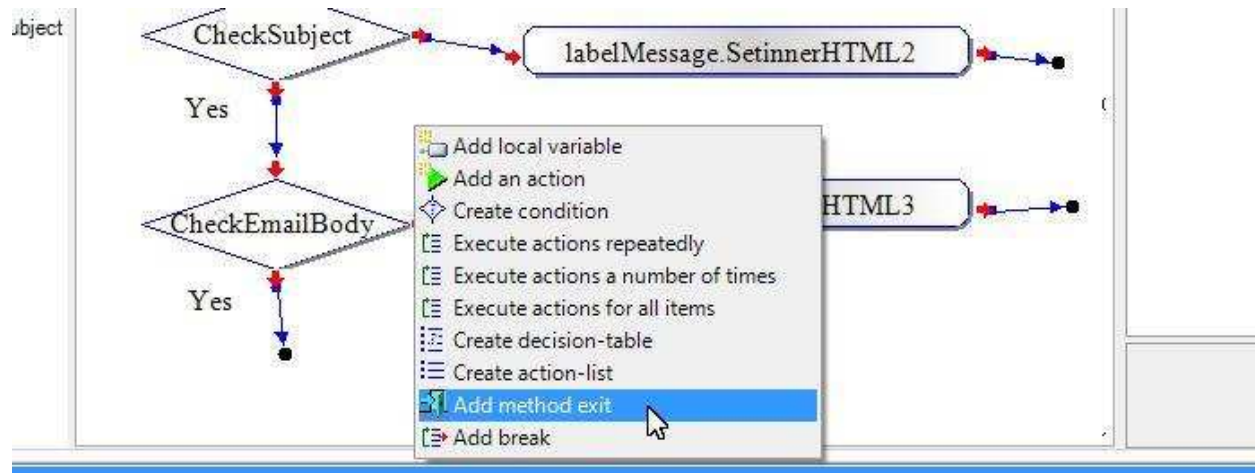 CheckSubject
labelMessage.SetinnerHTML2
Yes
Add local variable
Add an action
CheckEmailBody
Create condition
HTML3
Execute actions repeatedly
Execute actions a number of times
Yes
Execute actions for all items
Create decision-table
Create action-list
Add method exit
Add break